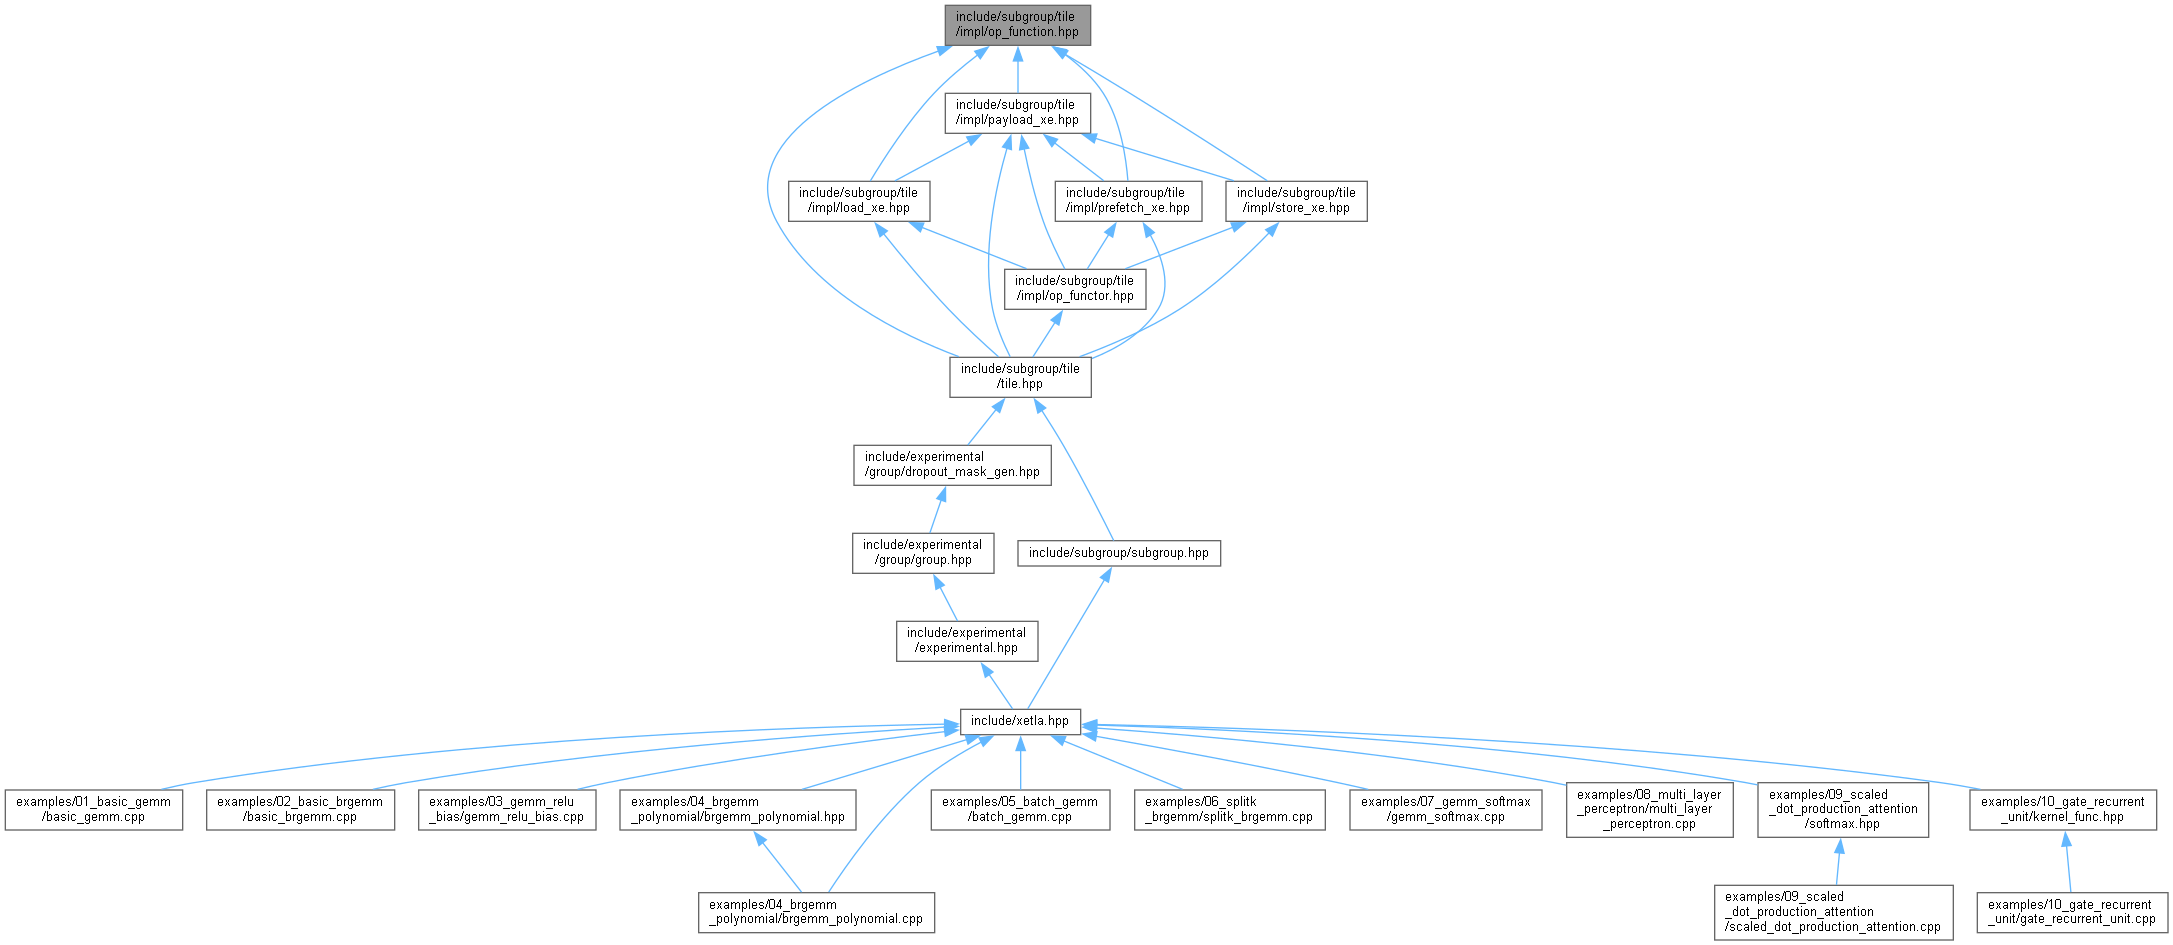 include/subgroup/tile
/impl/op_function.hpp
include/subgroup/tile
/impl/payload_xe.hpp
include/subgroup/tile
/impl/load_xe.hpp
include/subgroup/tile
/impl/prefetch_xe.hpp
include/subgroup/tile
/impl/store_xe.hpp
include/subgroup/tile
/impl/op_functor.hpp
include/subgroup/tile
/tile.hpp
include/experimental
/group/dropout_mask_gen.hpp
include/experimental
/group/group.hpp
include/subgroup/subgroup.hpp
include/experimental
/experimental.hpp
include/xetla.hpp
examples/01_basic_gemm
/basic_gemm.cpp
examples/02_basic_brgemm
/basic_brgemm.cpp
examples/03_gemm_relu
_bias/gemm_relu_bias.cpp
examples/04_brgemm
_polynomial/brgemm_polynomial.hpp
examples/05_batch_gemm
/batch_gemm.cpp
examples/06_splitk
_brgemm/splitk_brgemm.cpp
examples/07_gemm_softmax
/gemm_softmax.cpp
examples/08_multi_layer
_perceptron/multi_layer
_perceptron.cpp
examples/09_scaled
_dot_production_attention
/softmax.hpp
examples/10_gate_recurrent
_unit/kernel_func.hpp
examples/04_brgemm
_polynomial/brgemm_polynomial.cpp
examples/09_scaled
_dot_production_attention
/scaled_dot_production_attention.cpp
examples/10_gate_recurrent
_unit/gate_recurrent_unit.cpp